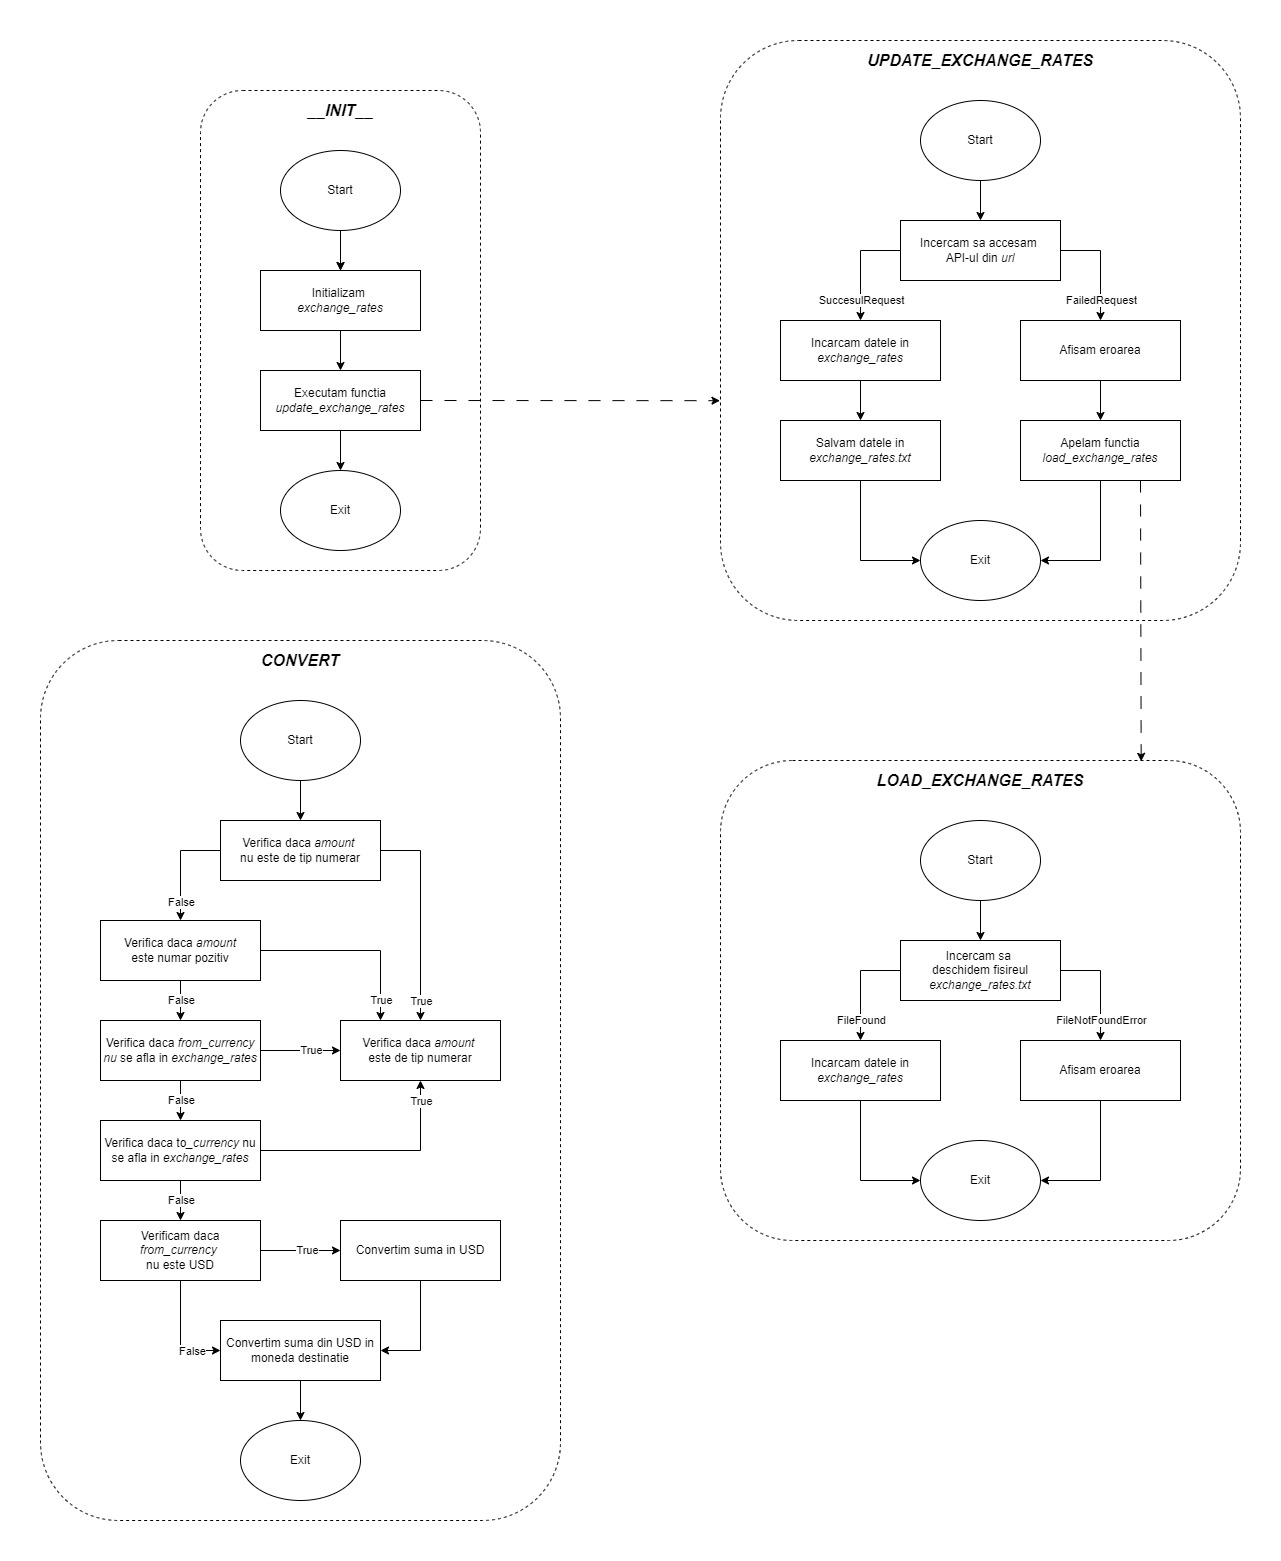 __INIT__
Start
Initializam
exchange_rates
Executam functia
update_exchange_rates
Exit
UPDATE_EXCHANGE_RATES
Start
Incercam sa accesam
API-ul din url
SuccesulRequest
FailedRequest
Incarcam datele in
exchange_rates
Afisam eroarea
Salvam datele in
exchange_rates.txt
Apelam functia
load_exchange_rates
Exit
CONVERT
Start
Verifica daca amount
nu este de tip numerar
False
True
Verifica daca amount
este numar pozitiv
False
True
Verifica daca from_currency
nu se afla in exchange_rates
True
Verifica daca amount
este de tip numerar
False
True
Verifica daca to_currency nu
se afla in exchange_rates
False
Verificam daca
from_currency
nu este USD
True
Convertim suma in USD
False
Convertim suma din USD in
moneda destinatie
Exit
LOAD_EXCHANGE_RATES
Start
Incercam sa
deschidem fisireul
exchange_rates.txt
FileFound
FileNotFoundError
Incarcam datele in
exchange_rates
Afisam eroarea
Exit